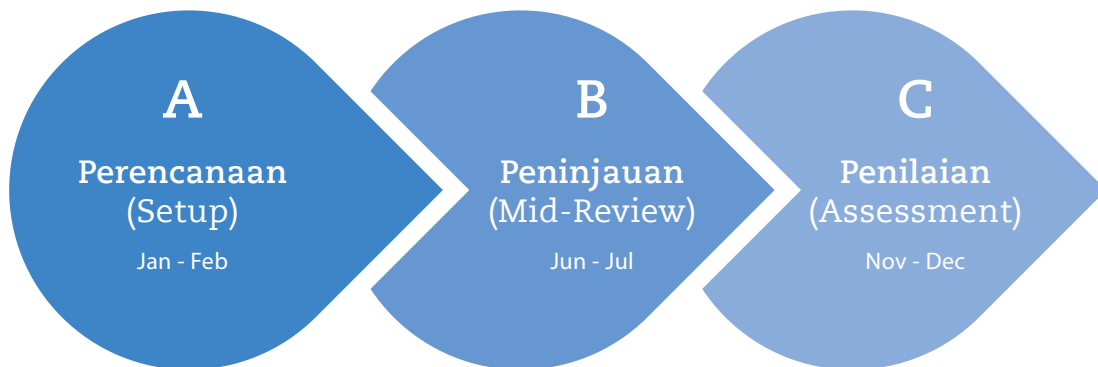 A
Perencanaan
(Setup)
Jan - Feb
B
Peninjauan
(Mid-Review)
Jun - Jul
C
Penilaian
(Assessment)
Nov - Dec